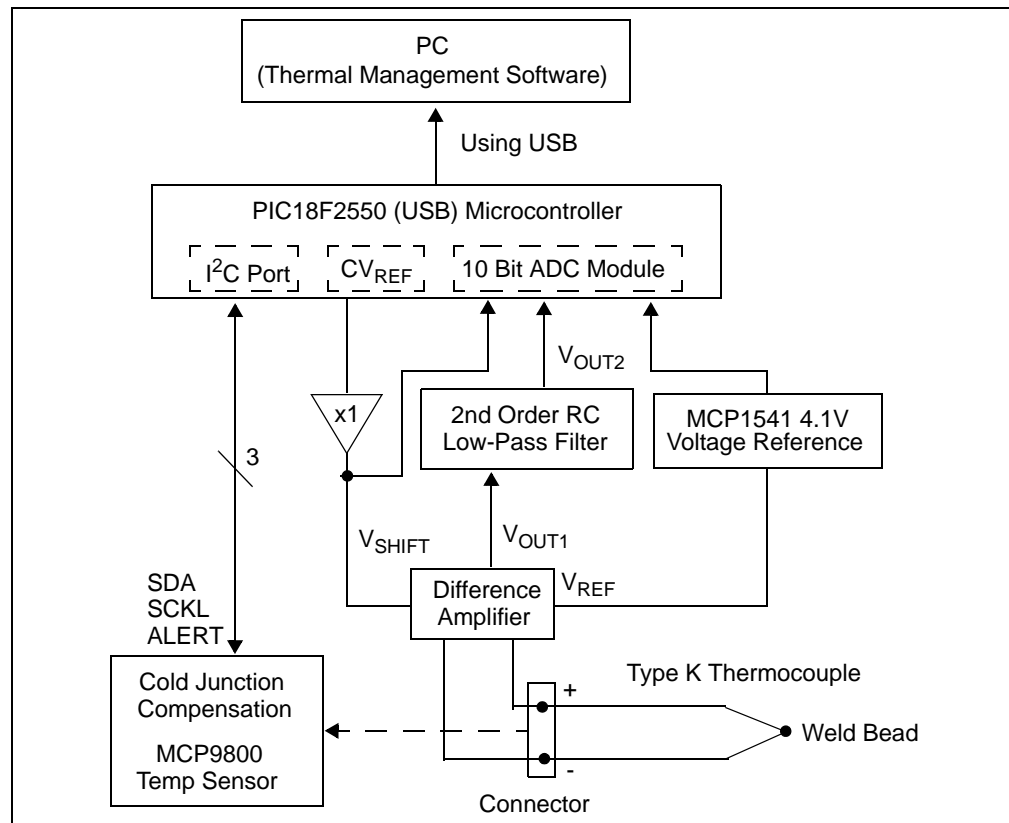 PC
(Thermal Management Software)
Using USB
PIC18F2550 (USB) Microcontroller
I2C Port
CVREF
10 Bit ADC Module
VOUT2
x1
2nd Order RC
Low-Pass Filter
MCP1541 4.1V
Voltage Reference
3
VSHIFT
VOUT1
VREF
Difference
Amplifier
SDA
SCKL
ALERT
Cold Junction
Compensation
MCP9800
Temp Sensor
Type K Thermocouple
+
Weld Bead
-
Connector